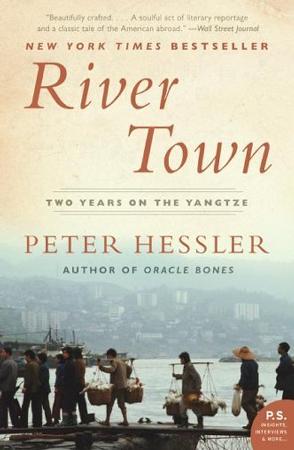 "Beautifully crafted. . . . A soulful act of literary reportage
and a classic tale of the American abroad." —Wall Street Journal
NEW YORK TIMES BESTSELLER
River
Town
TWO YEARS ON THE YANGTZE
PETER HESSLER
AUTHOR OF ORACLE BONES
P.S.
INSIGHTS,
INTERVIEWS
& MORE...